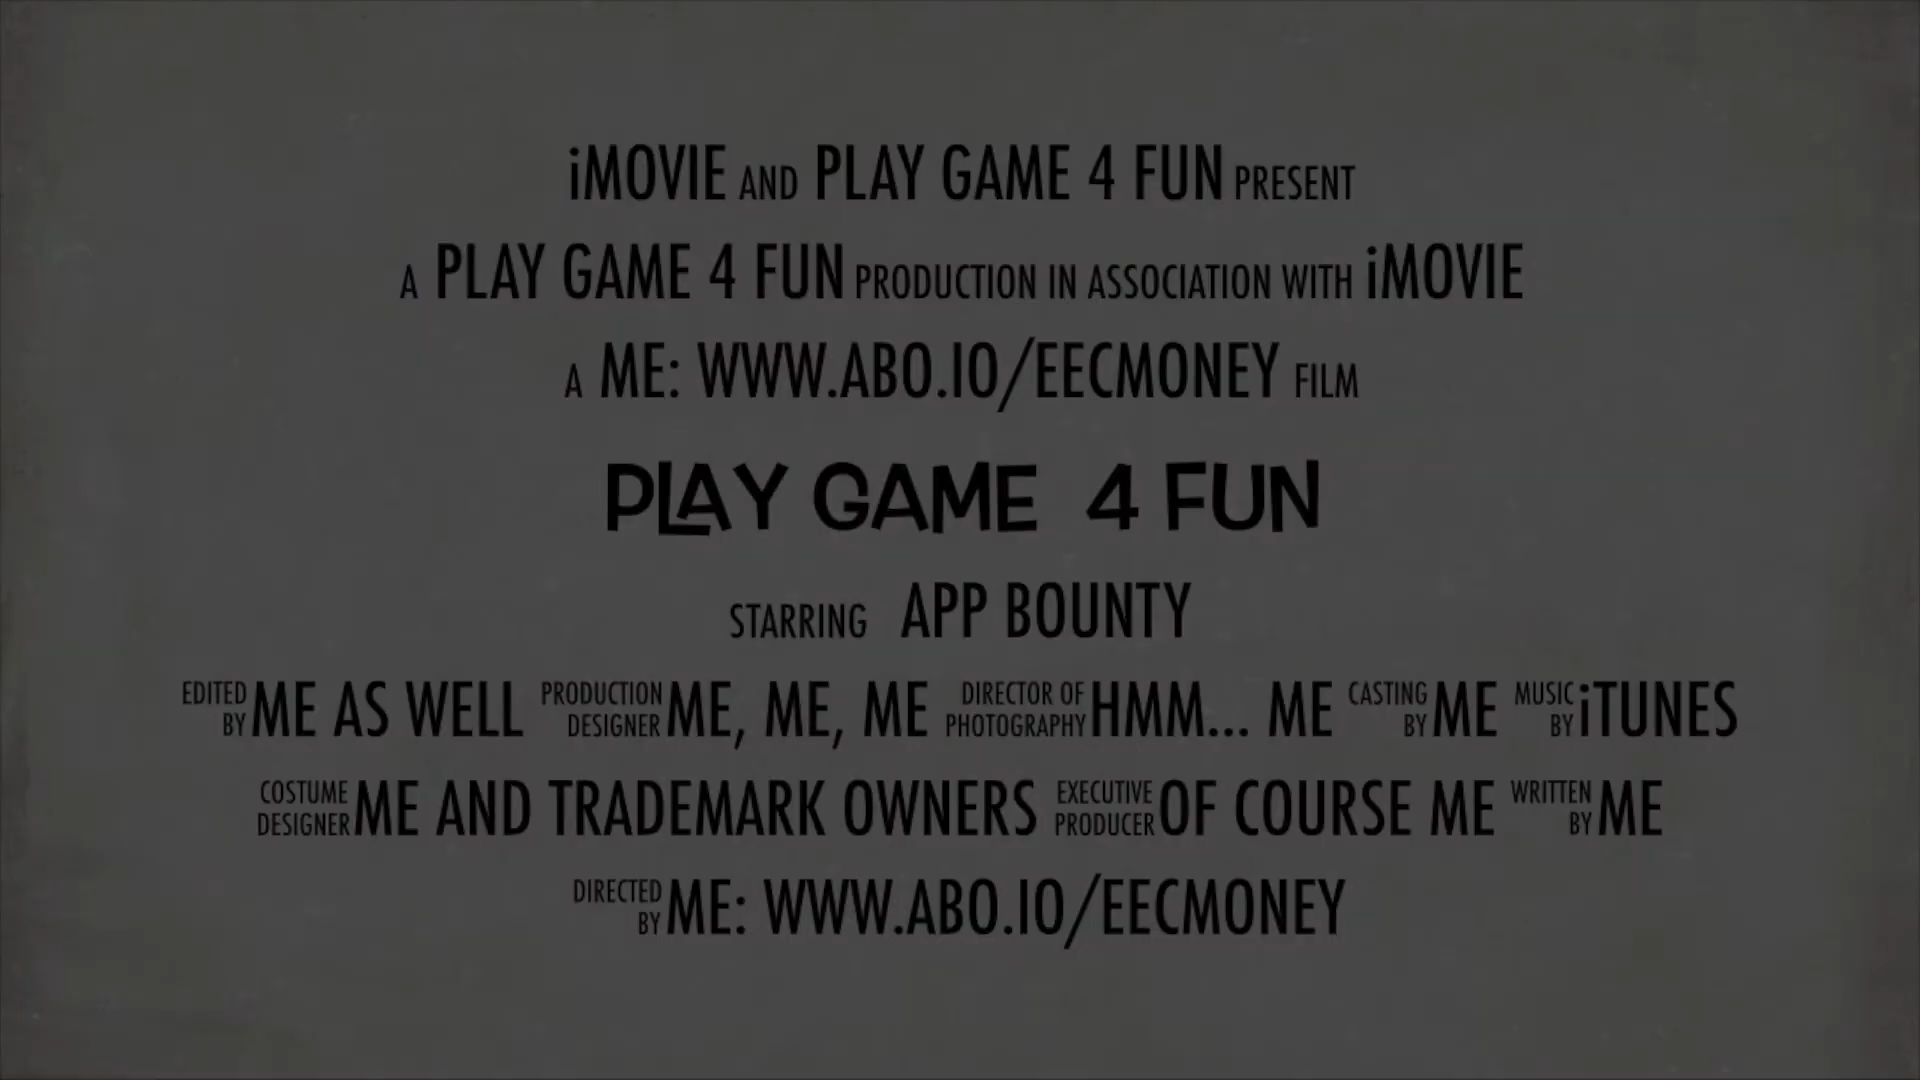 iMOVIE AND PLAY GAME 4 FUN PRESENT
A PLAY GAME 4 FUN PRODUCTION IN ASSOCIATION WITH iMOVIE
A ME: WWW.ABO.IO/EECMONEY FILM
PLAY GAME 4 FUN
STARRING APP BOUNTY
EDITED BY ME AS WELL PRODUCTION DESIGNER ME, ME, ME DIRECTOR OF PHOTOGRAPHY HMM... ME CASTING BY ME MUSIC BY iTUNES
COSTUME DESIGNER ME AND TRADEMARK OWNERS EXECUTIVE PRODUCER OF COURSE ME WRITTEN BY ME
DIRECTED BY ME: WWW.ABO.IO/EECMONEY